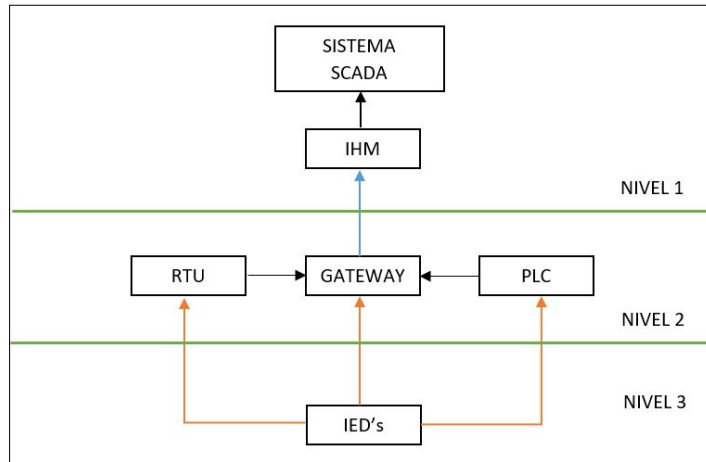 SISTEMA
SCADA
IHM
NIVEL 1
RTU
GATEWAY
PLC
NIVEL 2
IED’s
NIVEL 3